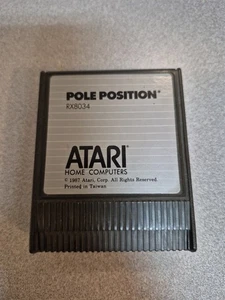 POLE POSITION®
RX8034
ATARI
HOME COMPUTERS
© 1987 Atari, Corp. All Rights Reserved.
Printed in Taiwan